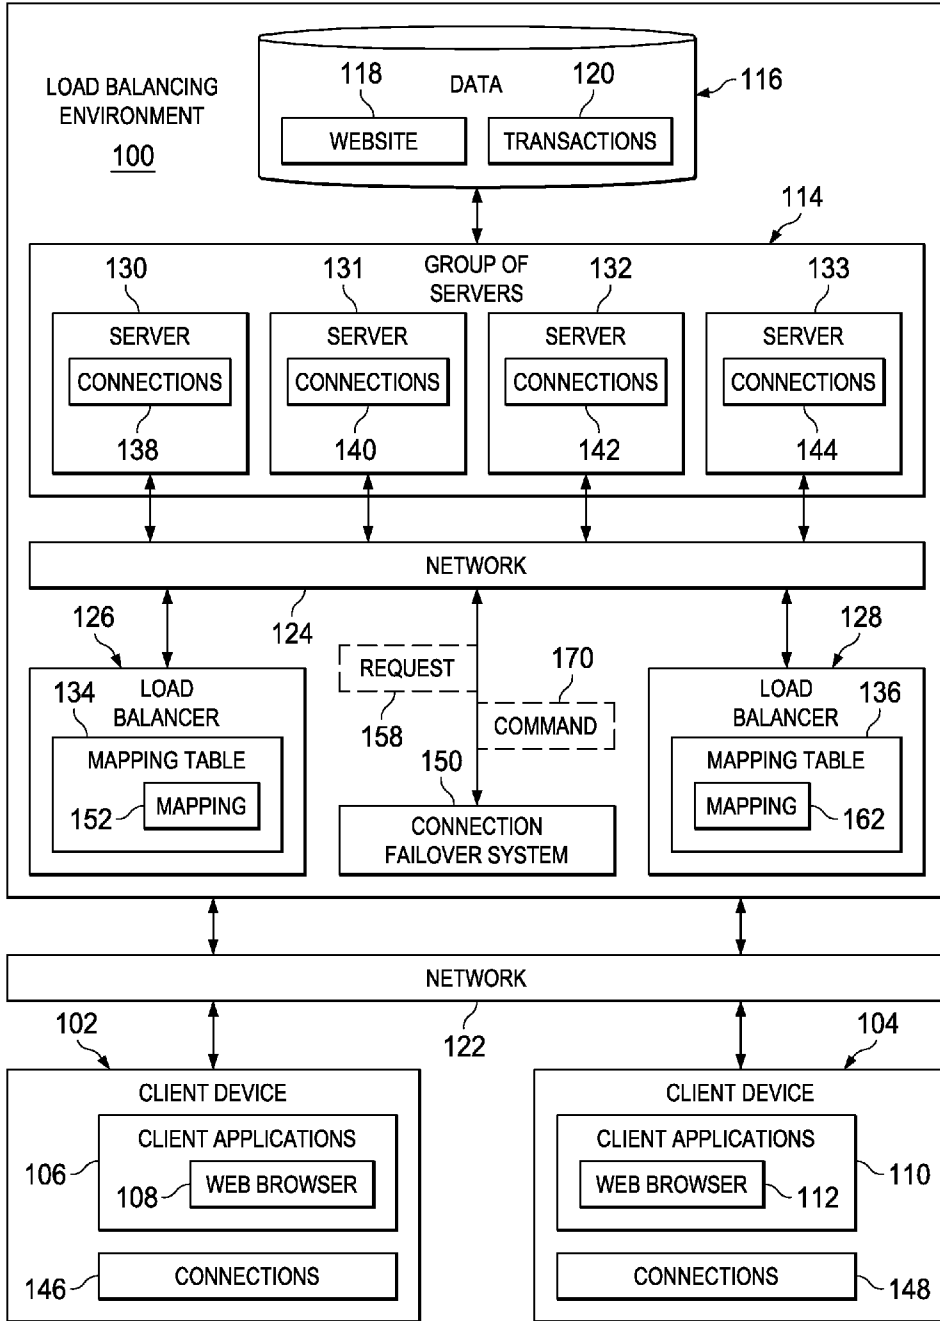 LOAD BALANCING
ENVIRONMENT
100
118
DATA
120
116
WEBSITE
TRANSACTIONS
114
GROUP OF
SERVERS
130
131
132
133
SERVER
SERVER
SERVER
SERVER
CONNECTIONS
CONNECTIONS
CONNECTIONS
CONNECTIONS
138
140
142
144
NETWORK
124
126
128
REQUEST
158
170
COMMAND
134
LOAD
BALANCER
MAPPING TABLE
152
MAPPING
150
CONNECTION
FAILOVER SYSTEM
LOAD
BALANCER
136
MAPPING TABLE
MAPPING
162
NETWORK
122
102
104
CLIENT DEVICE
CLIENT APPLICATIONS
106
108
WEB BROWSER
146
CONNECTIONS
CLIENT DEVICE
CLIENT APPLICATIONS
WEB BROWSER
112
110
CONNECTIONS
148